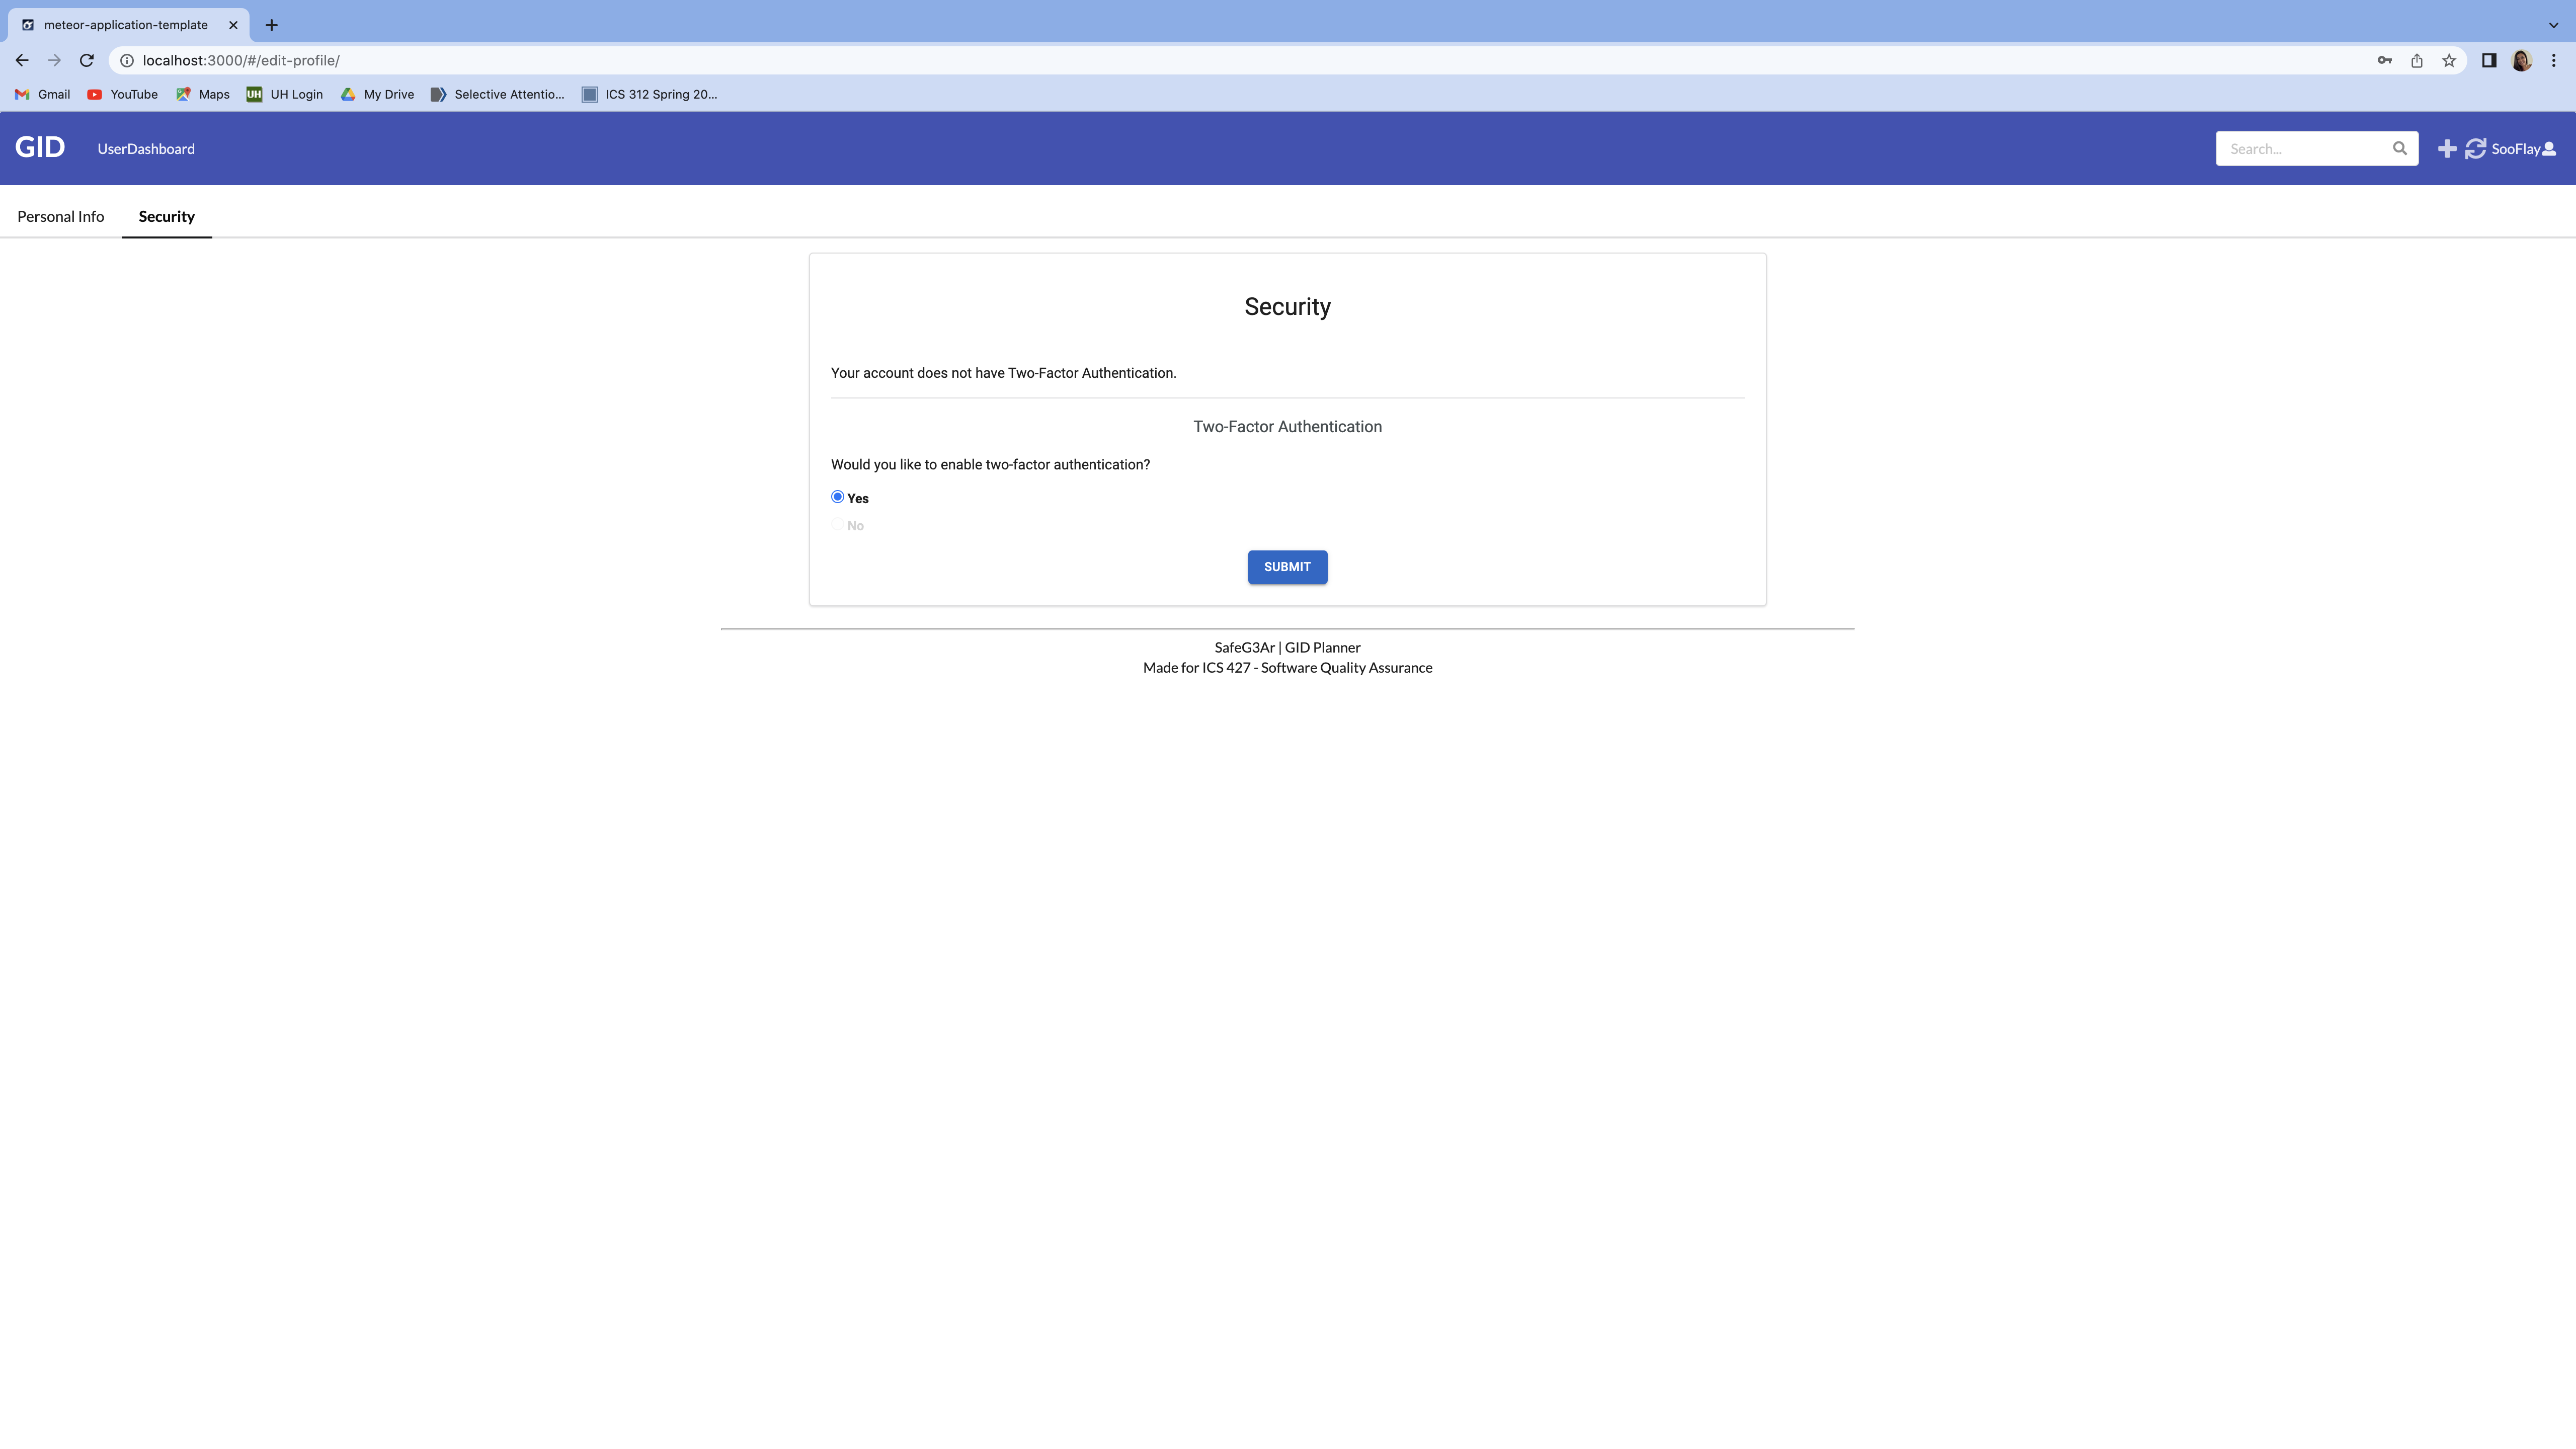 meteor-application-template
localhost:3000/#/edit-profile/
Gmail YouTube Maps UH UH Login My Drive Selective Attentio... ICS 312 Spring 20...
GID UserDashboard Search... SooFlay
Personal Info Security
Security
Your account does not have Two-Factor Authentication.
Two-Factor Authentication
Would you like to enable two-factor authentication?
Yes
No
SUBMIT
SafeG3Ar | GID Planner
Made for ICS 427 - Software Quality Assurance